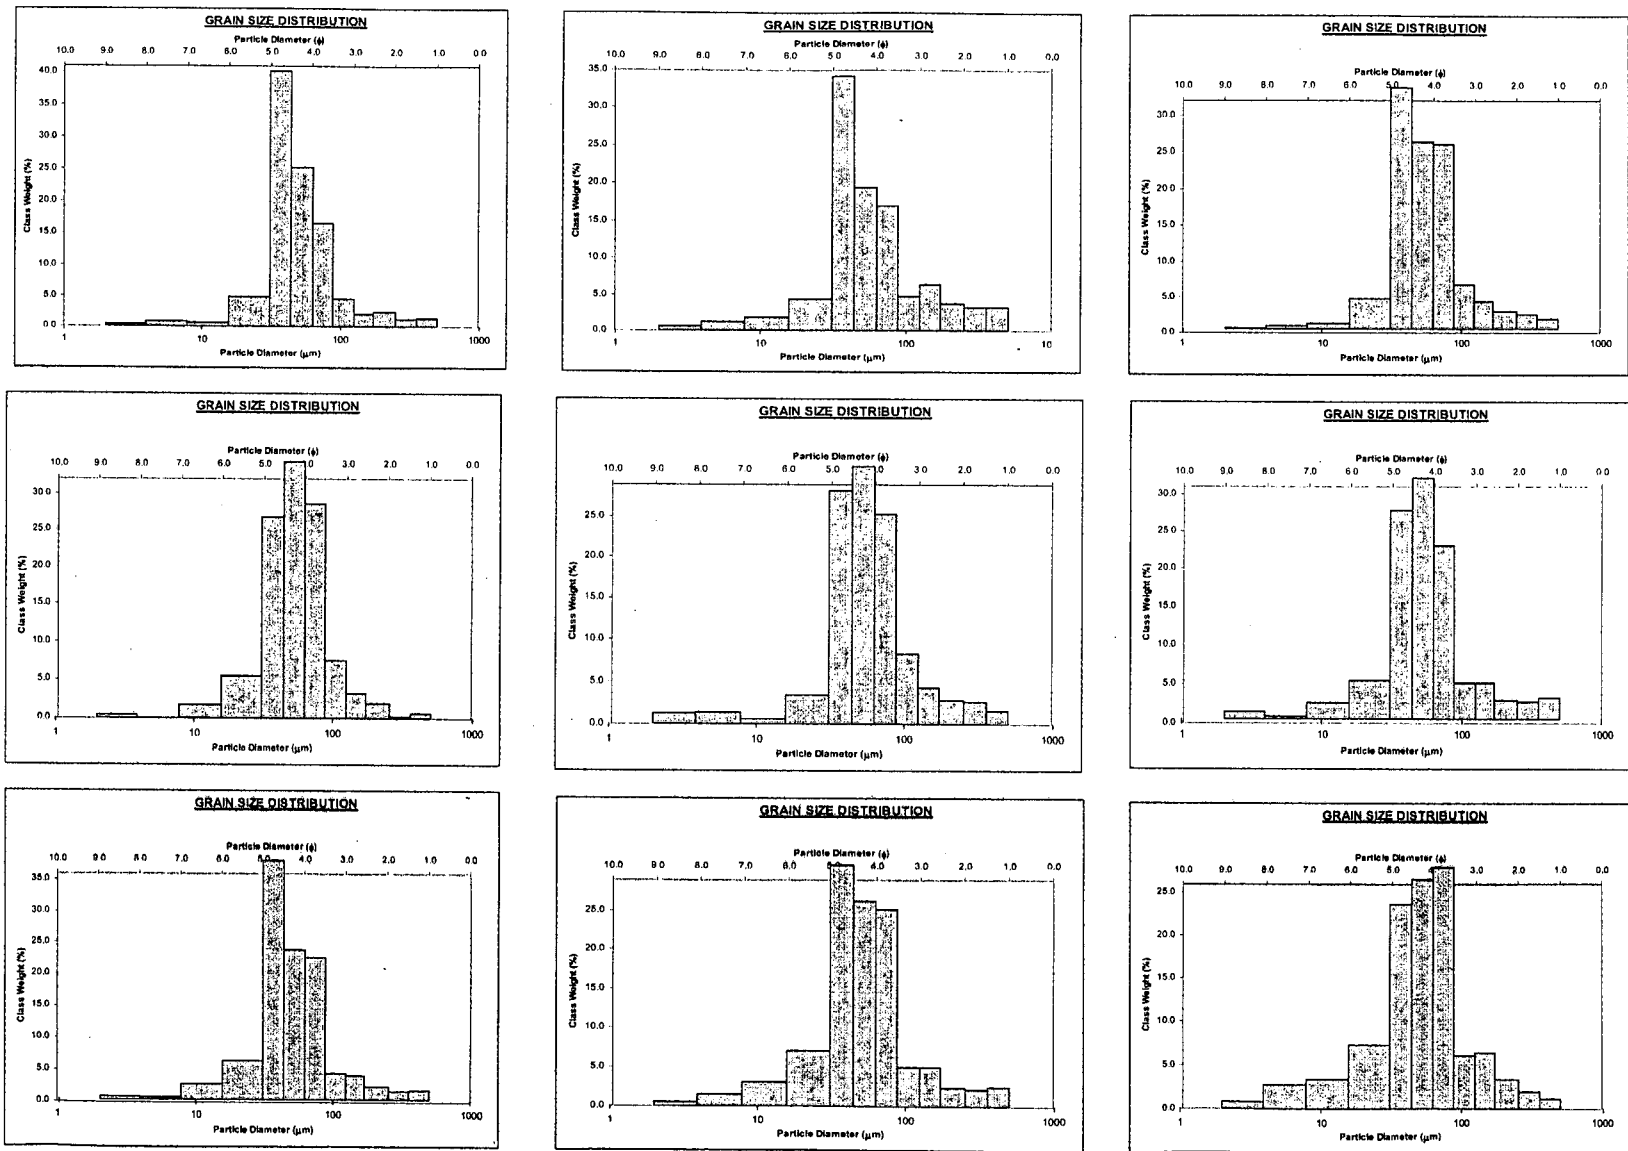 GRAIN SIZE DISTRIBUTION
Particle Diameter (ϕ)
10.0 9.0 8.0 7.0 6.0 5.0 4.0 3.0 2.0 1.0 0.0
40.0
35.0
30.0
25.0
20.0
15.0
10.0
5.0
0.0
Class Weight (%)
1 10 100 1000
Particle Diameter (μm)
GRAIN SIZE DISTRIBUTION
Particle Diameter (ϕ)
10.0 9.0 8.0 7.0 6.0 5.0 4.0 3.0 2.0 1.0 0.0
35.0
30.0
25.0
20.0
15.0
10.0
5.0
0.0
Class Weight (%)
1 10 100 10
Particle Diameter (μm)
GRAIN SIZE DISTRIBUTION
Particle Diameter (ϕ)
10.0 9.0 8.0 7.0 6.0 5.0 4.0 3.0 2.0 1.0 0.0
30.0
25.0
20.0
15.0
10.0
5.0
0.0
Class Weight (%)
1 10 100 1000
Particle Diameter (μm)
GRAIN SIZE DISTRIBUTION
Particle Diameter (ϕ)
10.0 9.0 8.0 7.0 6.0 5.0 4.0 3.0 2.0 1.0 0.0
30.0
25.0
20.0
15.0
10.0
5.0
0.0
Class Weight (%)
1 10 100 1000
Particle Diameter (μm)
GRAIN SIZE DISTRIBUTION
Particle Diameter (ϕ)
10.0 9.0 8.0 7.0 6.0 5.0 4.0 3.0 2.0 1.0 0.0
25.0
20.0
15.0
10.0
5.0
0.0
Class Weight (%)
1 10 100 1000
Particle Diameter (μm)
GRAIN SIZE DISTRIBUTION
Particle Diameter (ϕ)
10.0 9.0 8.0 7.0 6.0 5.0 4.0 3.0 2.0 1.0 0.0
30.0
25.0
20.0
15.0
10.0
5.0
0.0
Class Weight (%)
1 10 100 1000
Particle Diameter (μm)
GRAIN SIZE DISTRIBUTION
Particle Diameter (ϕ)
10.0 9.0 8.0 7.0 6.0 5.0 4.0 3.0 2.0 1.0 0.0
35.0
30.0
25.0
20.0
15.0
10.0
5.0
0.0
Class Weight (%)
1 10 100 1000
Particle Diameter (μm)
GRAIN SIZE DISTRIBUTION
Particle Diameter (ϕ)
10.0 9.0 8.0 7.0 6.0 5.0 4.0 3.0 2.0 1.0 0.0
25.0
20.0
15.0
10.0
5.0
0.0
Class Weight (%)
1 10 100 1000
Particle Diameter (μm)
GRAIN SIZE DISTRIBUTION
Particle Diameter (ϕ)
10.0 9.0 8.0 7.0 6.0 5.0 4.0 3.0 2.0 1.0 0.0
25.0
20.0
15.0
10.0
5.0
0.0
Class Weight (%)
1 10 100 1000
Particle Diameter (μm)